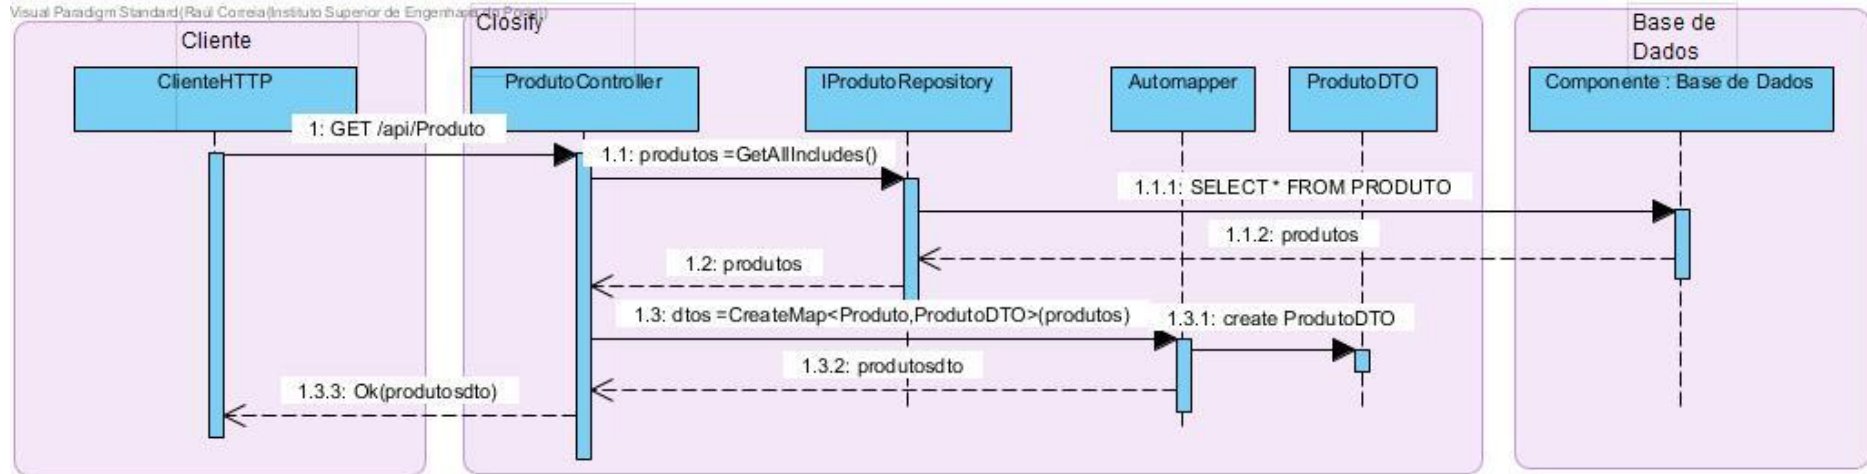 Visual Paradigm Standard(Raúl Correia(Instituto Superior de Engenharia do Porto))
Cliente
Closify
Base de
Dados
ClienteHTTP
ProdutoController
IProdutoRepository
Automapper
ProdutoDTO
Componente : Base de Dados
1: GET /api/Produto
1.1: produtos =GetAllIncludes()
1.1.1: SELECT * FROM PRODUTO
1.1.2: produtos
1.2: produtos
1.3: dtos =CreateMap<Produto,ProdutoDTO>(produtos)
1.3.1: create ProdutoDTO
1.3.2: produtosdto
1.3.3: Ok(produtosdto)